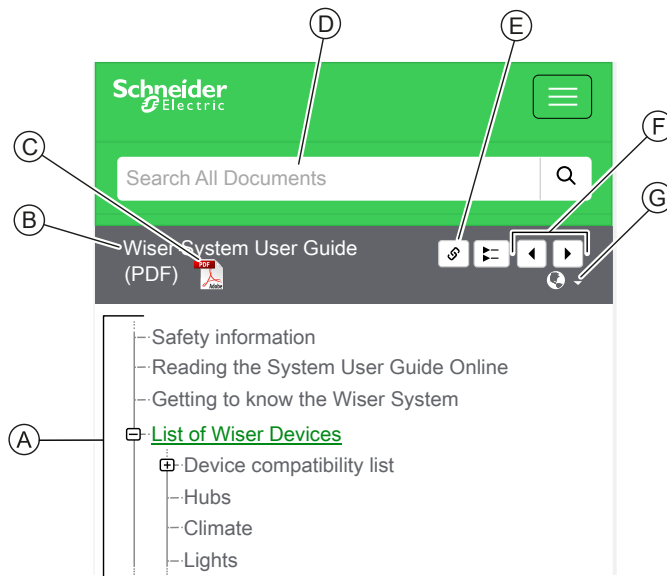 D
E
Schneider
Electric
F
C
Search All Documents
G
B
Wiser System User Guide
(PDF)
PDF
Adobe
Safety information
Reading the System User Guide Online
Getting to know the Wiser System
A
List of Wiser Devices
Device compatibility list
Hubs
Climate
Lights